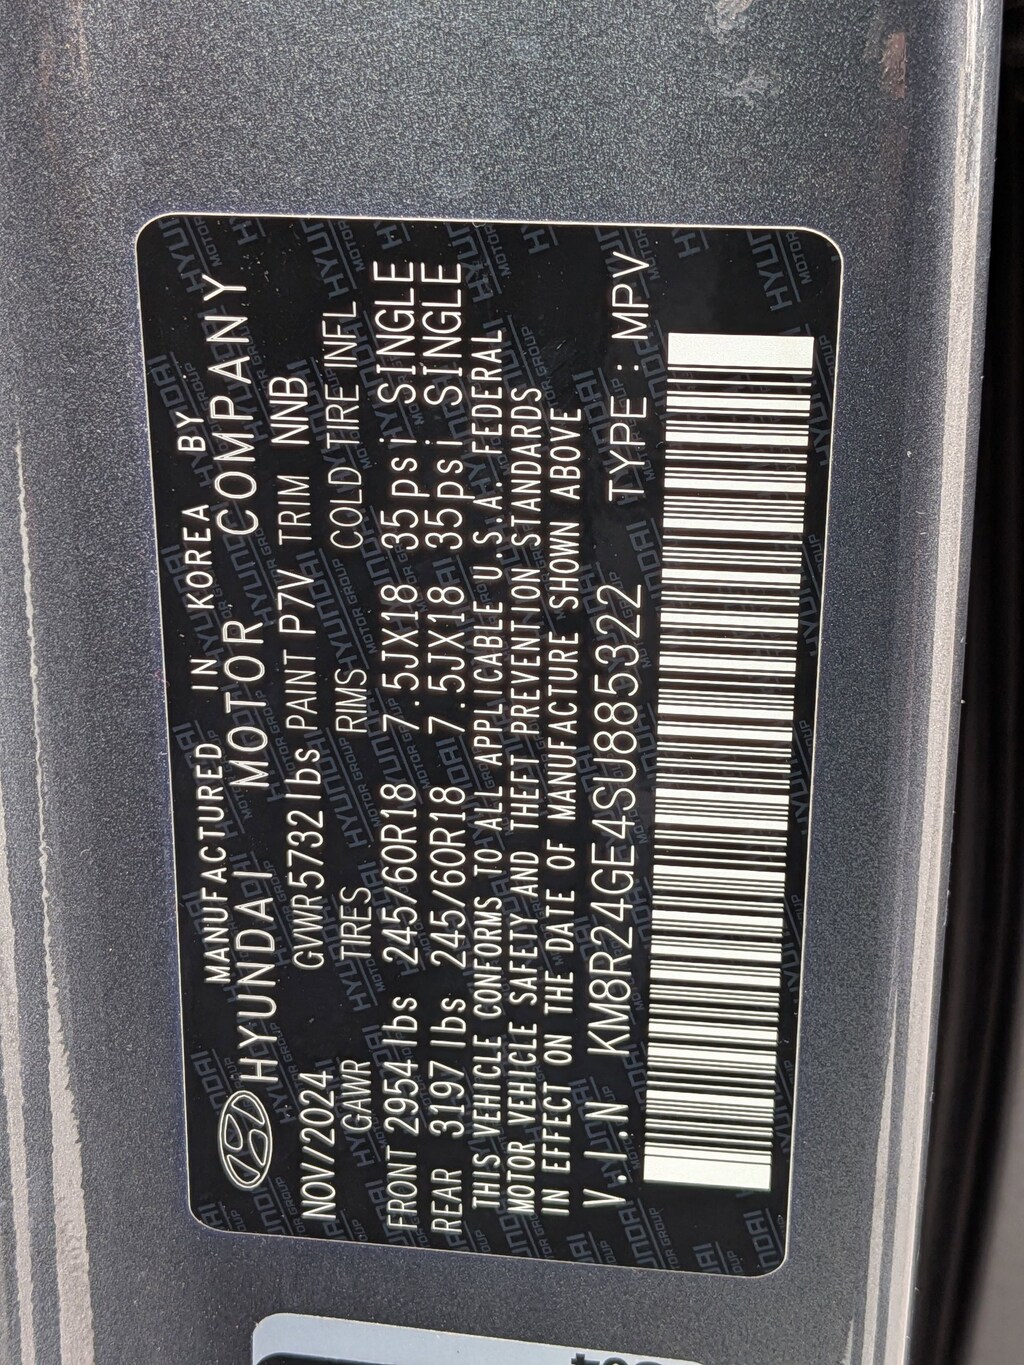 MANUFACTURED IN KOREA BY
HYUNDAI MOTOR COMPANY
NOV/2024 GVWR 5732 lbs PAINT P7V TRIM NNB
GAWR TIRES RIMS COLD TIRE INFL
FRONT 2954 lbs 245/60R18 7.5JX18 35psi SINGLE
REAR 3197 lbs 245/60R18 7.5JX18 35psi SINGLE
THIS VEHICLE CONFORMS TO ALL APPLICABLE U.S.A. FEDERAL
MOTOR VEHICLE SAFETY AND THEFT PREVENTION STANDARDS
IN EFFECT ON THE DATE OF MANUFACTURE SHOWN ABOVE
V.I.N KM8R24GE4SU885322 TYPE : MPV
HYUNDAI
MOTOR GROUP